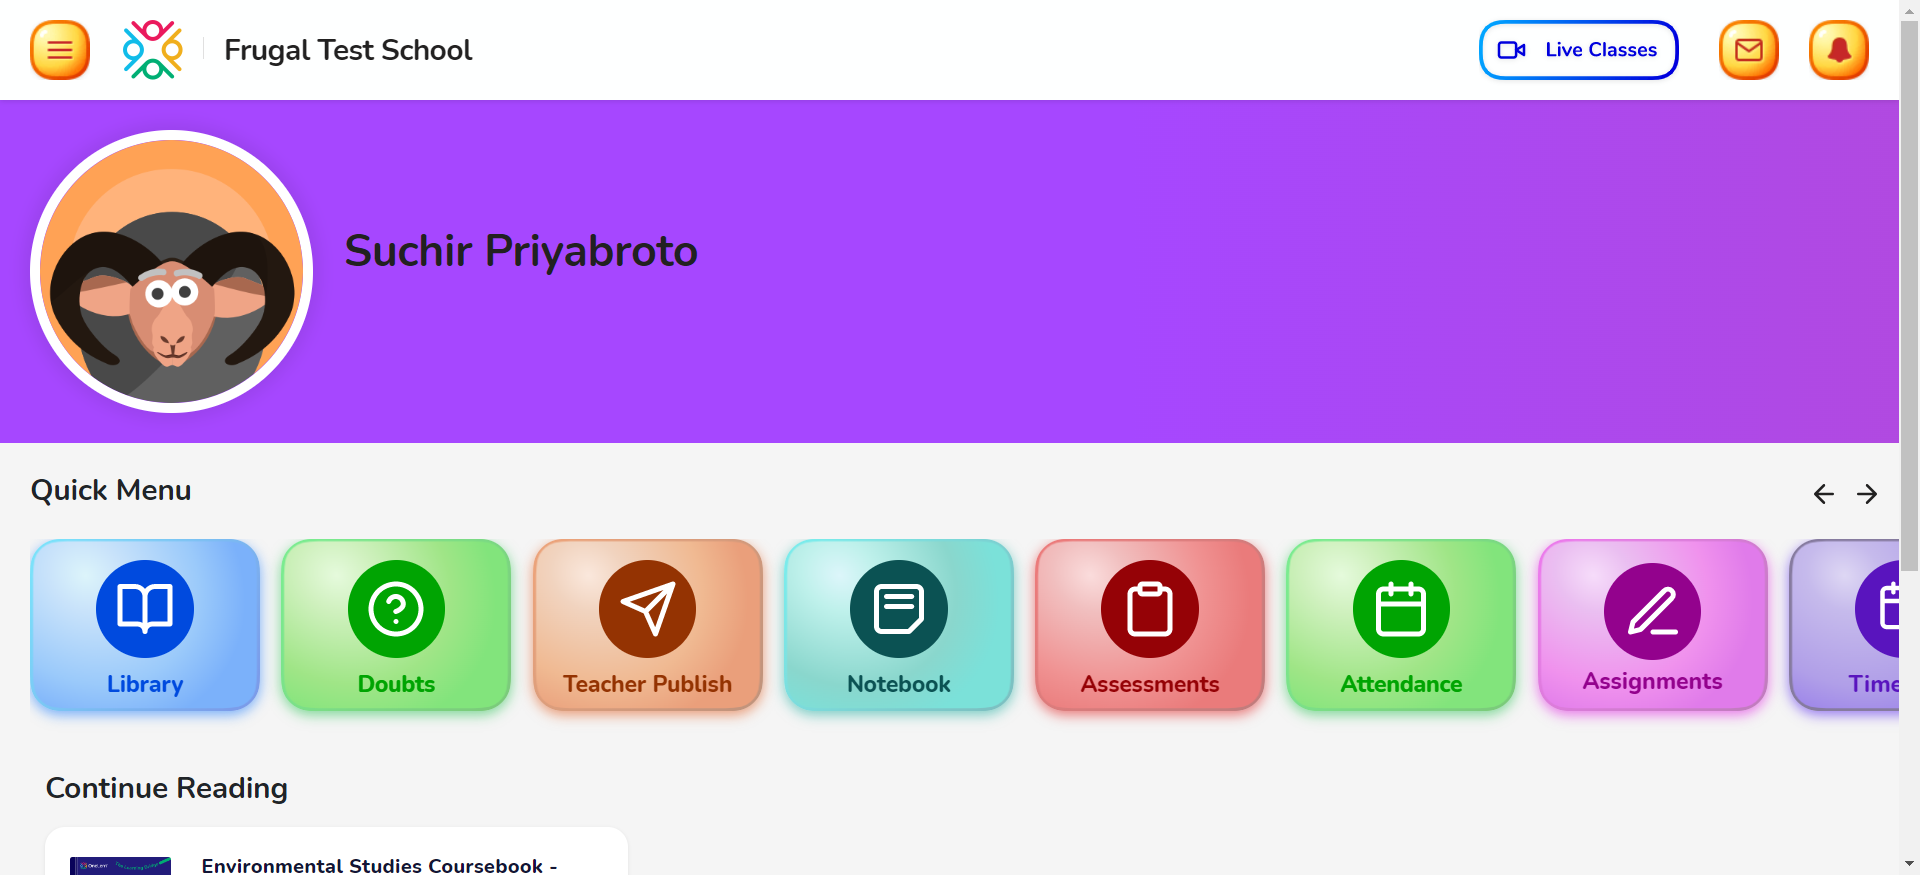 Frugal Test School
Live Classes
Suchir Priyabroto
Quick Menu
Library
Doubts
Teacher Publish
Notebook
Assessments
Attendance
Assignments
Time
Continue Reading
Environmental Studies Coursebook -